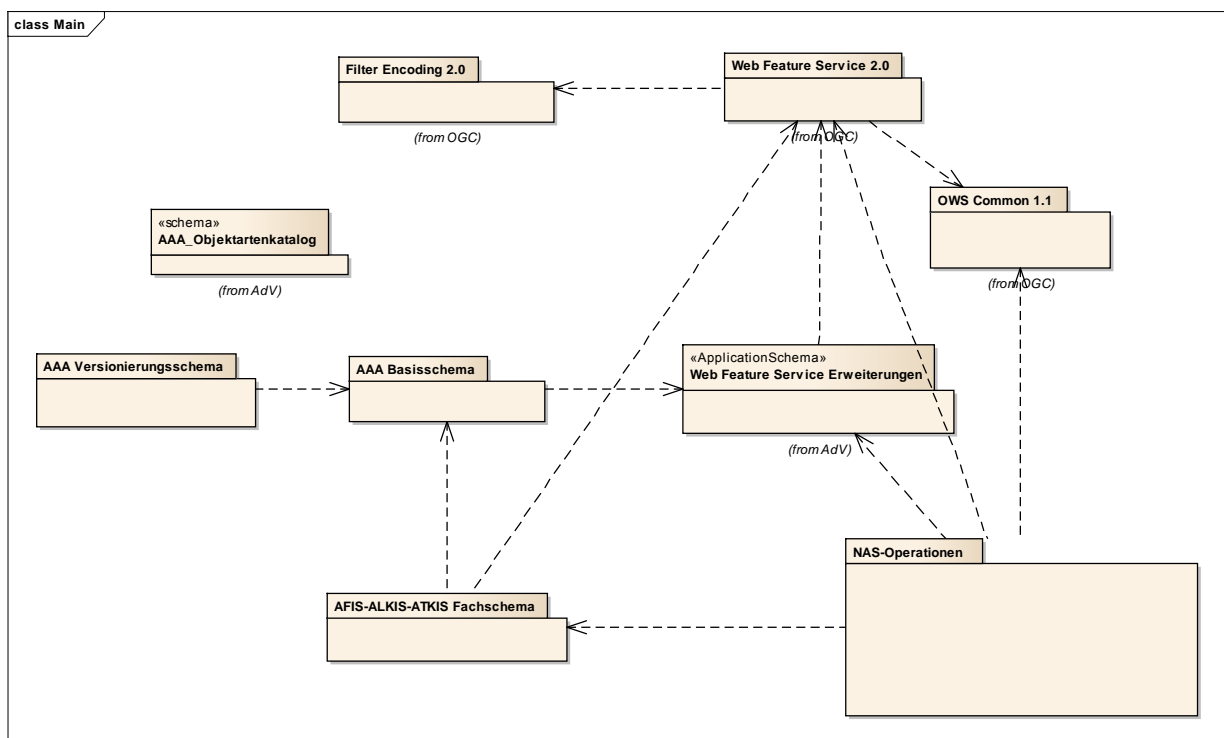 class Main
Filter Encoding 2.0
(from OGC)
Web Feature Service 2.0
(from OGC)
OWS Common 1.1
(from OGC)
«schema»
AAA_Objektartenkatalog
(from AdV)
AAA Versionierungsschema
AAA Basisschema
«ApplicationSchema»
Web Feature Service Erweiterungen
(from AdV)
NAS-Operationen
AFIS-ALKIS-ATKIS Fachschema